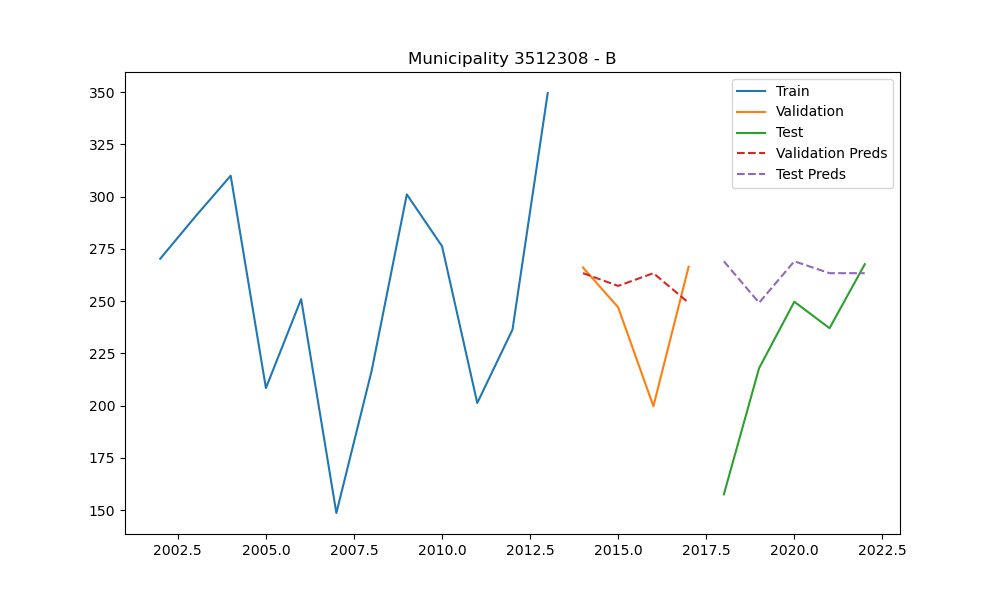 Municipality 3512308 - B
350
325
300
275
250
225
200
175
150
2002.5 2005.0 2007.5 2010.0 2012.5 2015.0 2017.5 2020.0 2022.5
Train
Validation
Test
Validation Preds
Test Preds